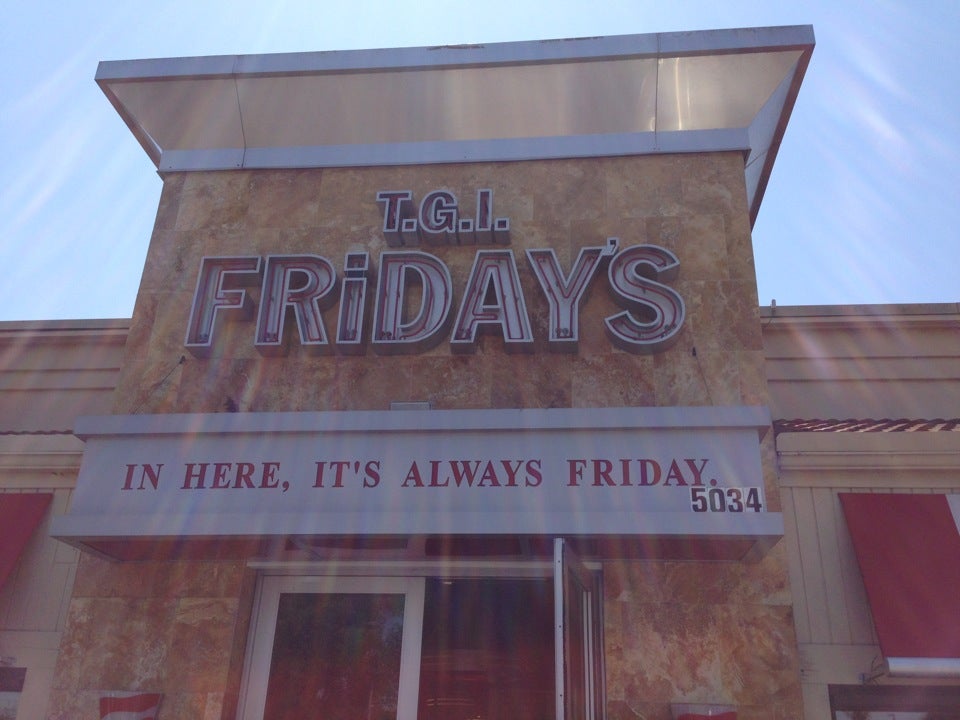 T.G.I.
FRiDAY'S
IN HERE, IT'S ALWAYS FRIDAY.
5034